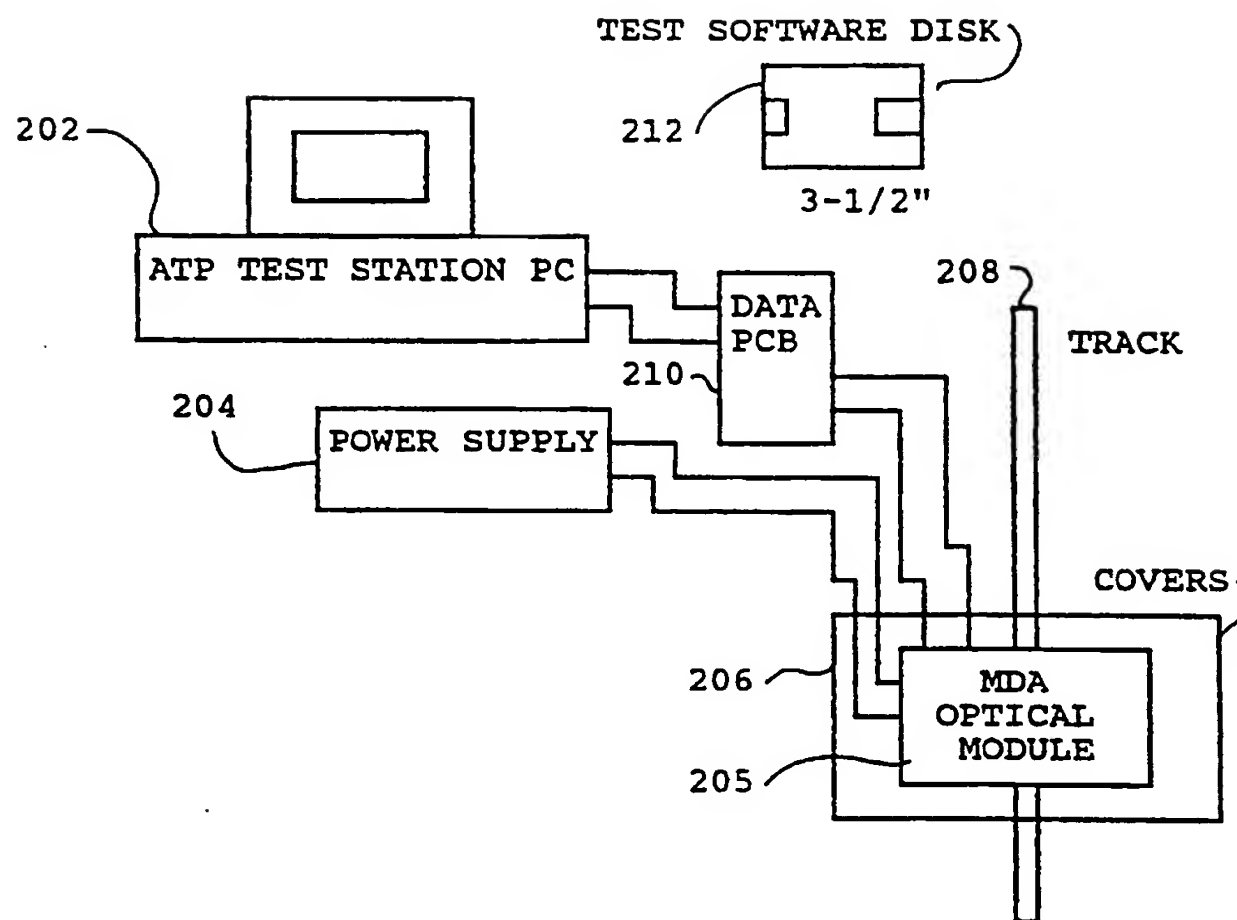 TEST SOFTWARE DISK
212
3-1/2"
202
ATP TEST STATION PC
DATA
PCB
210
208
TRACK
204
POWER SUPPLY
COVERS
206
MDA
OPTICAL
MODULE
205